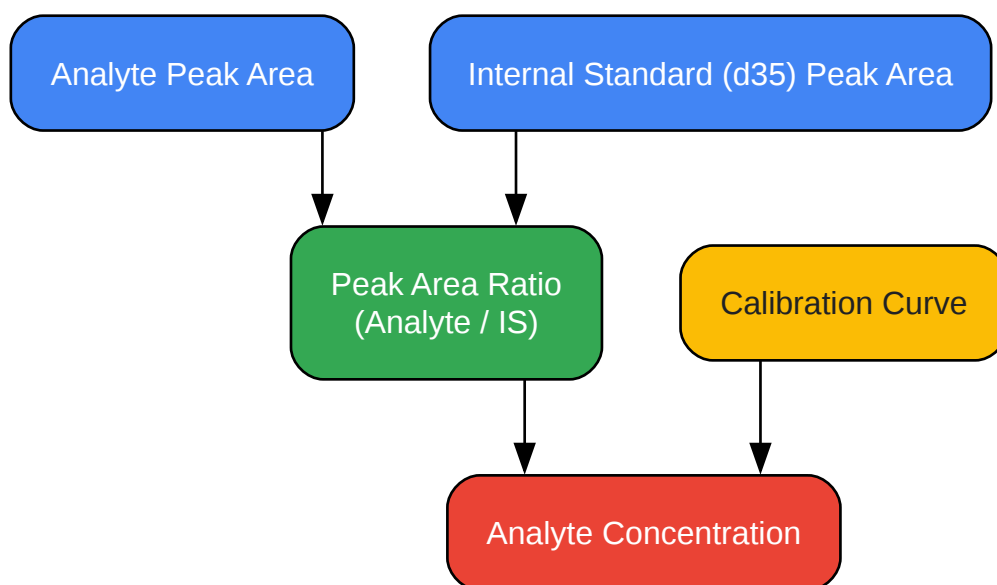 Analyte Peak Area
Internal Standard (d35) Peak Area
Peak Area Ratio
(Analyte / IS)
Calibration Curve
Analyte Concentration